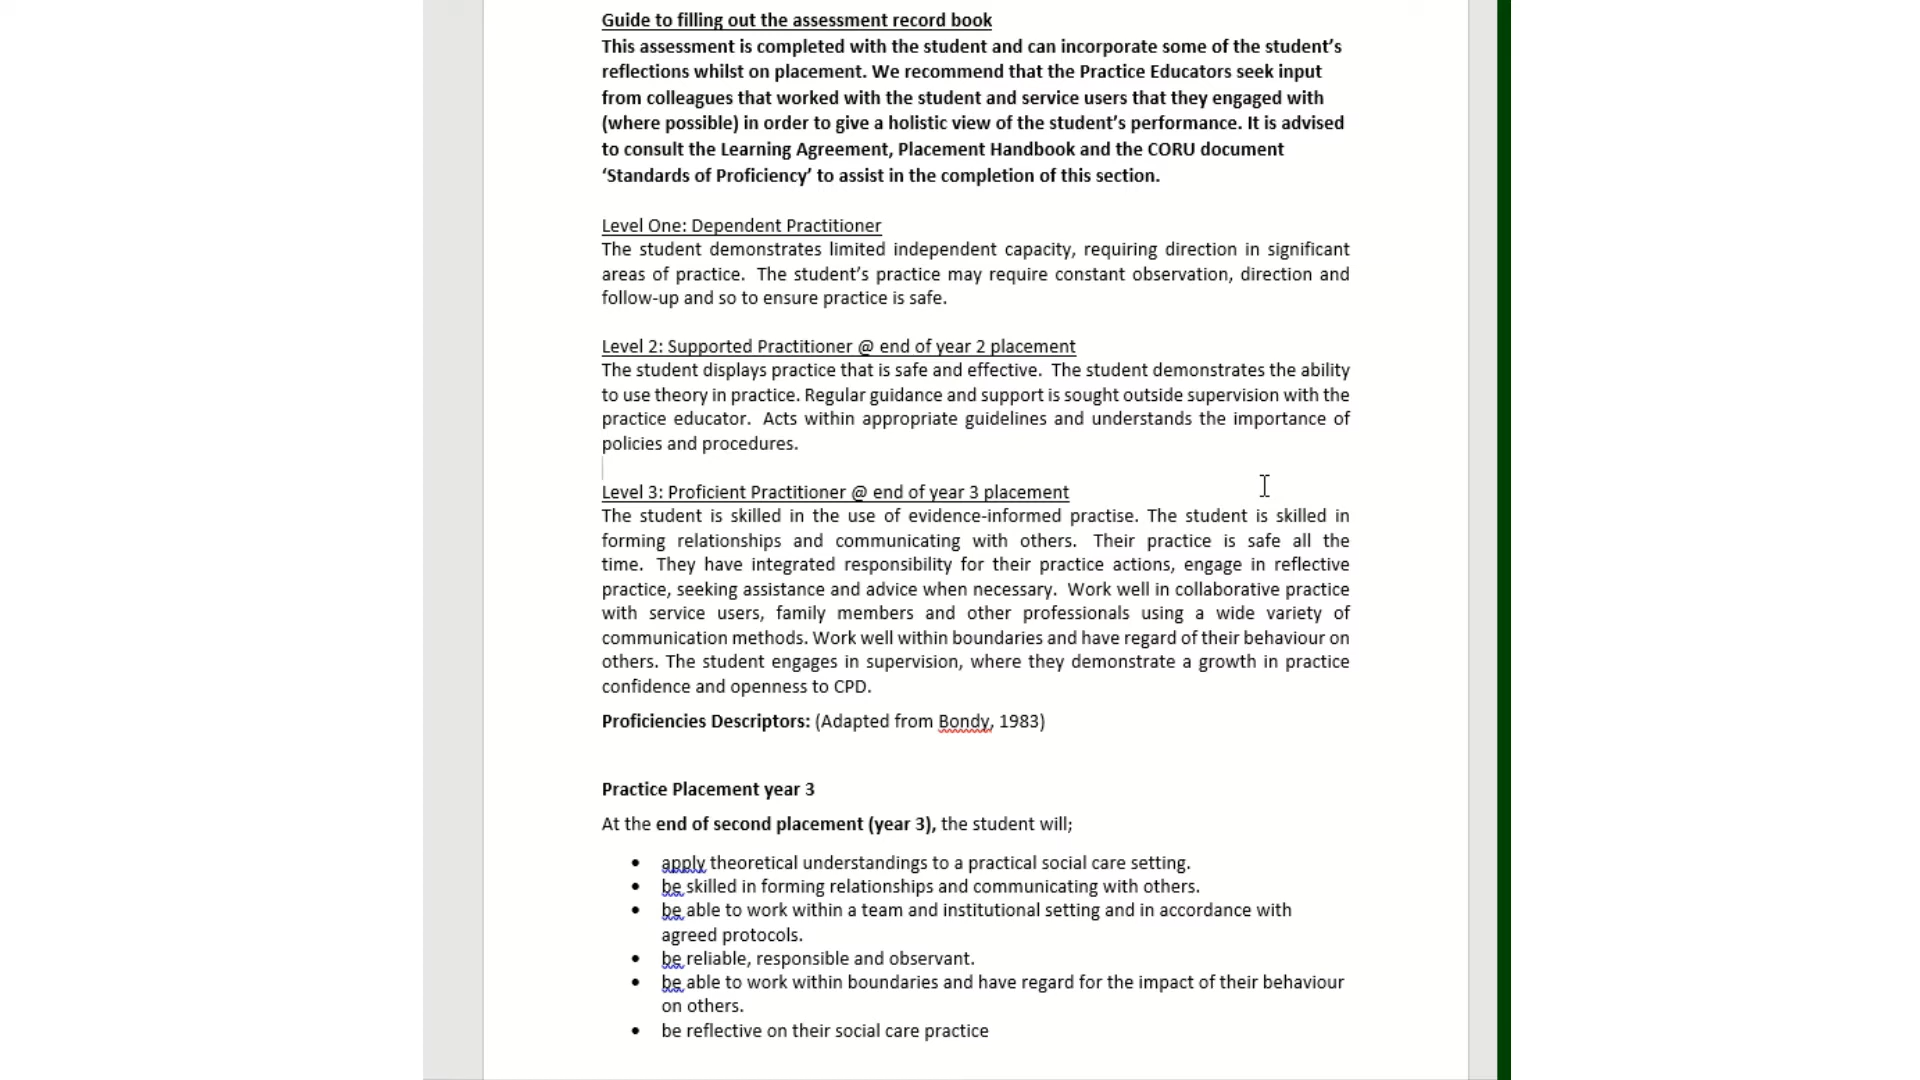 Guide to filling out the assessment record book
This assessment is completed with the student and can incorporate some of the student’s
reflections whilst on placement. We recommend that the Practice Educators seek input
from colleagues that worked with the student and service users that they engaged with
(where possible) in order to give a holistic view of the student’s performance. It is advised
to consult the Learning Agreement, Placement Handbook and the CORU document
‘Standards of Proficiency’ to assist in the completion of this section.
Level One: Dependent Practitioner
The student demonstrates limited independent capacity, requiring direction in significant
areas of practice. The student’s practice may require constant observation, direction and
follow-up and so to ensure practice is safe.
Level 2: Supported Practitioner @ end of year 2 placement
The student displays practice that is safe and effective. The student demonstrates the ability
to use theory in practice. Regular guidance and support is sought outside supervision with the
practice educator. Acts within appropriate guidelines and understands the importance of
policies and procedures.
Level 3: Proficient Practitioner @ end of year 3 placement
The student is skilled in the use of evidence-informed practise. The student is skilled in
forming relationships and communicating with others. Their practice is safe all the
time. They have integrated responsibility for their practice actions, engage in reflective
practice, seeking assistance and advice when necessary. Work well in collaborative practice
with service users, family members and other professionals using a wide variety of
communication methods. Work well within boundaries and have regard of their behaviour on
others. The student engages in supervision, where they demonstrate a growth in practice
confidence and openness to CPD.
Proficiencies Descriptors: (Adapted from Bondy, 1983)
Practice Placement year 3
At the end of second placement (year 3), the student will;
• apply theoretical understandings to a practical social care setting.
• be skilled in forming relationships and communicating with others.
• be able to work within a team and institutional setting and in accordance with
agreed protocols.
• be reliable, responsible and observant.
• be able to work within boundaries and have regard for the impact of their behaviour
on others.
• be reflective on their social care practice